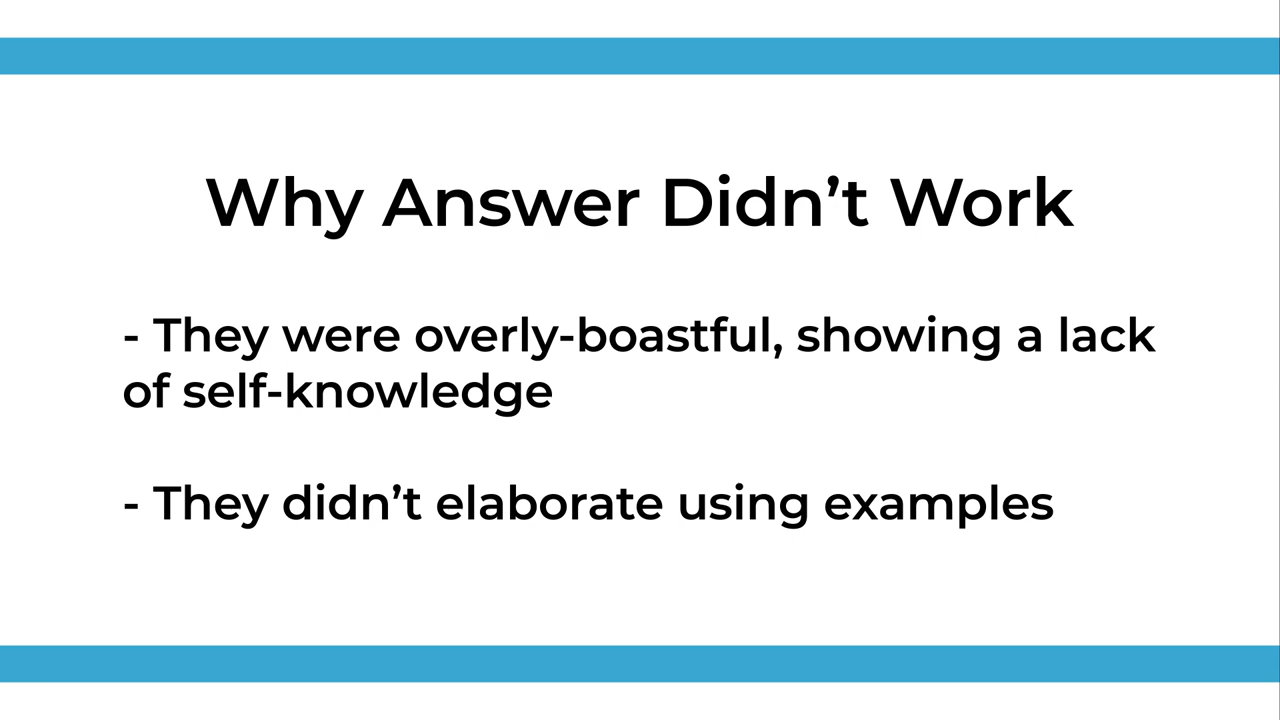 Why Answer Didn’t Work
- They were overly-boastful, showing a lack
of self-knowledge
- They didn’t elaborate using examples